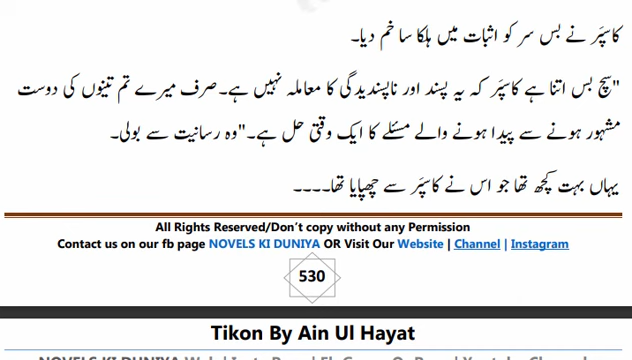 کاسپَر نے بس سر کو اثبات میں ہلکا سا خم دیا۔
"سچ بس اتنا ہے کاسپَر کہ یہ پسند اور ناپسندیدگی کا معاملہ نہیں ہے۔ صرف میرے تم تینوں کی دوست
مشہور ہونے سے پیدا ہونے والے مسئلے کا ایک وقتی حل ہے۔" وہ رسانیت سے بولی۔
یہاں بہت کچھ تھا جو اس نے کاسپَر سے چھپایا تھا۔۔۔۔
All Rights Reserved/Don't copy without any Permission
Contact us on our fb page NOVELS KI DUNIYA OR Visit Our Website | Channel | Instagram
530
Tikon By Ain Ul Hayat